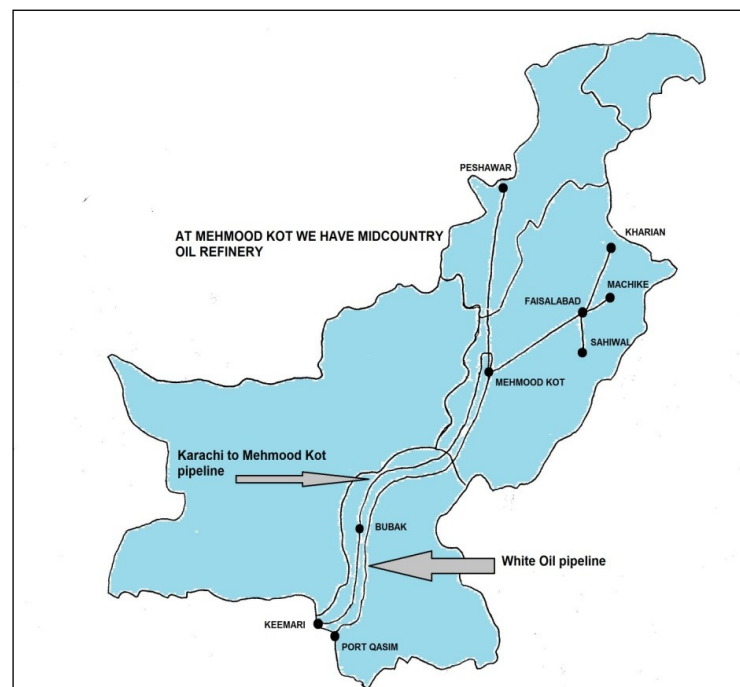 PESHAWAR
AT MEHMOOD KOT WE HAVE MIDCOUNTRY
OIL REFINERY
KHARIAN
MACHIKE
FAISALABAD
SAHIWAL
MEHMOOD KOT
Karachi to Mehmood Kot
pipeline
BUBAK
White Oil pipeline
KEEMARI
PORT QASIM